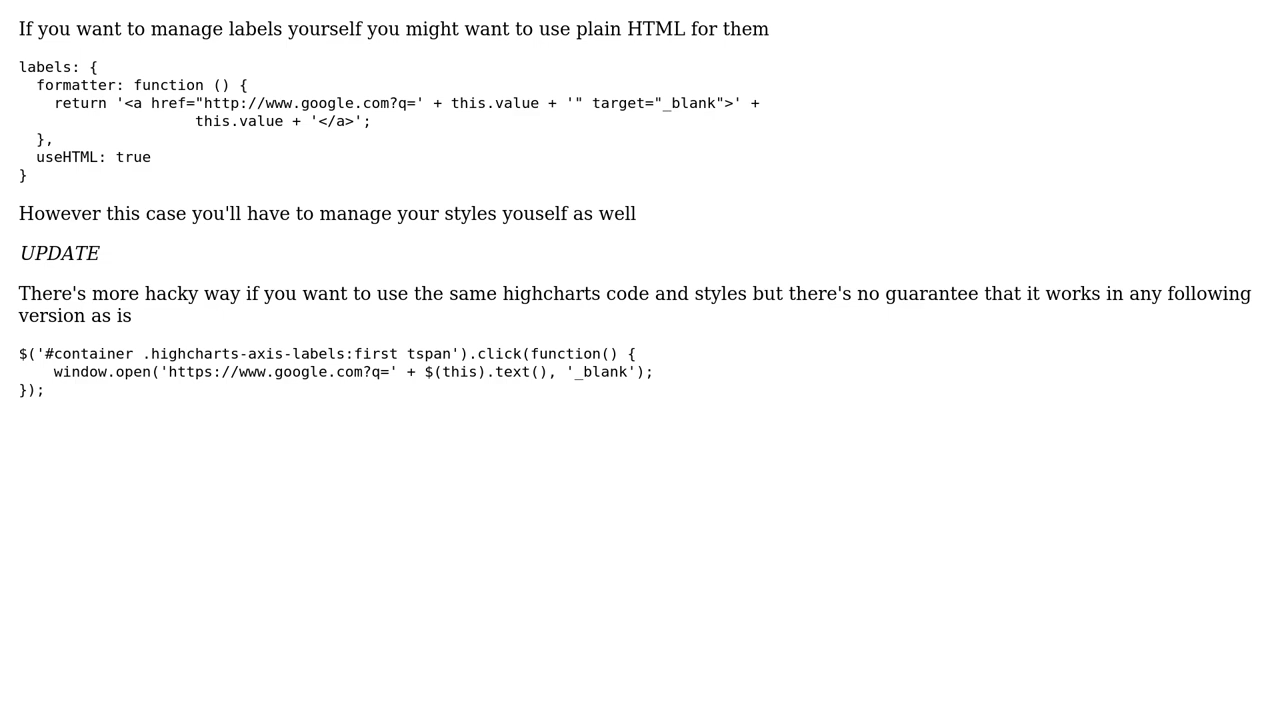 If you want to manage labels yourself you might want to use plain HTML for them
labels: {
  formatter: function () {
    return '<a href="http://www.google.com?q=' + this.value + '" target="_blank">' +
                    this.value + '</a>';
  },
  useHTML: true
}
However this case you'll have to manage your styles youself as well
UPDATE
There's more hacky way if you want to use the same highcharts code and styles but there's no guarantee that it works in any following
version as is
$('#container .highcharts-axis-labels:first tspan').click(function() {
    window.open('https://www.google.com?q=' + $(this).text(), '_blank');
});